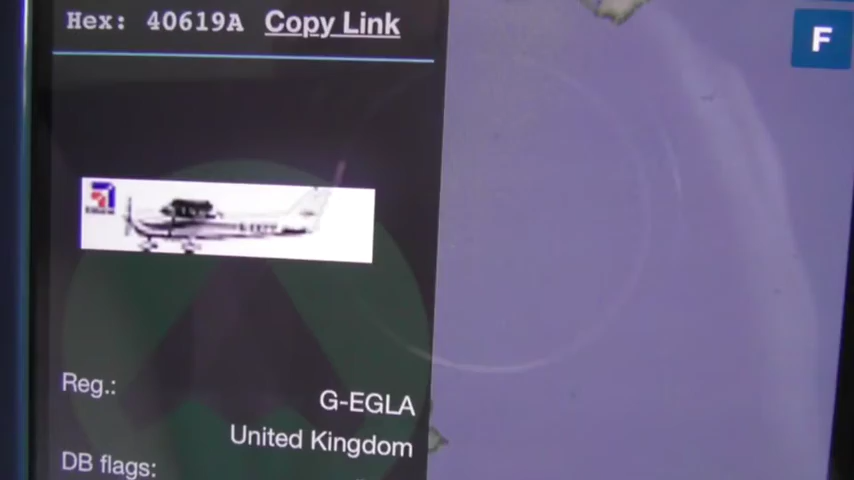 Hex: 40619A Copy Link
F
Reg.: G-EGLA
United Kingdom
DB flags: